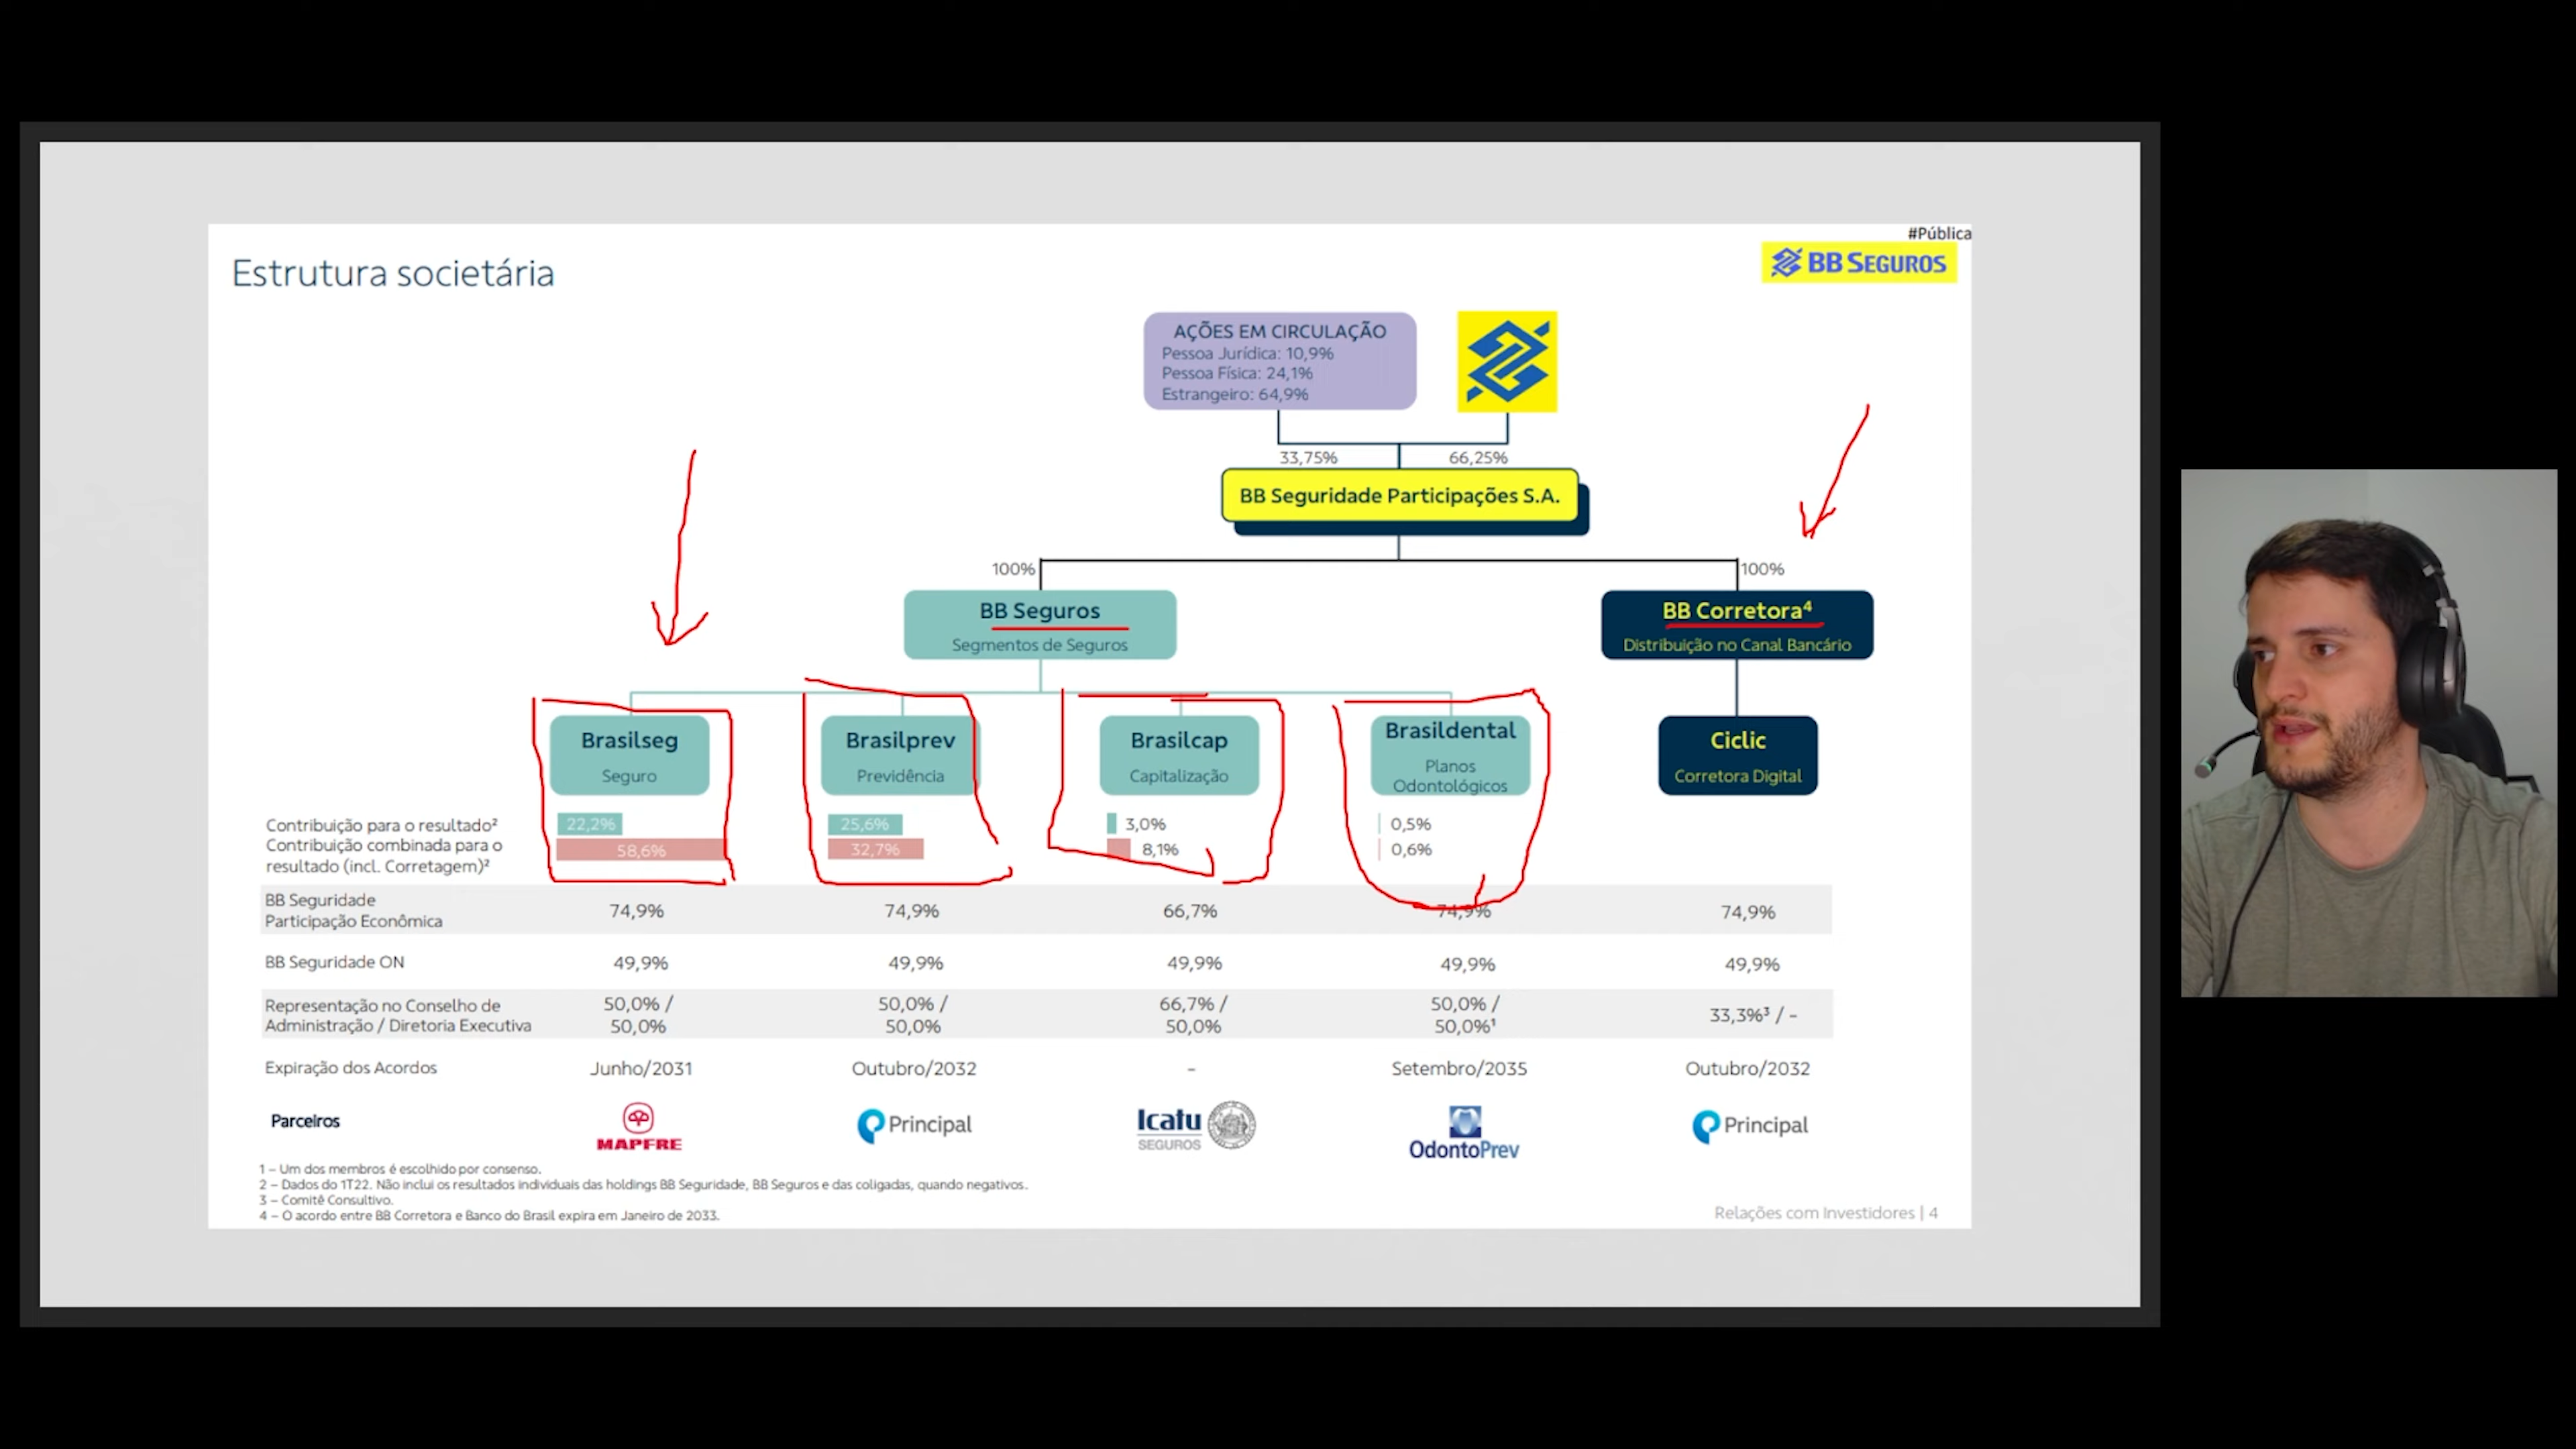 #Pública
BB SEGUROS
Estrutura societária
AÇÕES EM CIRCULAÇÃO
Pessoa Jurídica: 10,9%
Pessoa Física: 24,1%
Estrangeiro: 64,9%
33,75% 66,25%
BB Seguridade Participações S.A.
100% 100%
BB Seguros BB Corretora⁴
Segmentos de Seguros Distribuição no Canal Bancário
Brasilseg Brasilprev Brasilcap Brasildental Ciclic
Seguro Previdência Capitalização Planos Odontológicos Corretora Digital
Contribuição para o resultado² 22,2% 25,6% 3,0% 0,5%
Contribuição combinada para o
resultado (incl. Corretagem)² 58,6% 32,7% 8,1% 0,6%
BB Seguridade
Participação Econômica 74,9% 74,9% 66,7% 74,9% 74,9%
BB Seguridade ON 49,9% 49,9% 49,9% 49,9% 49,9%
Representação no Conselho de 50,0% / 50,0% / 66,7% / 50,0% / 33,3%³ / -
Administração / Diretoria Executiva 50,0% 50,0% 50,0% 50,0%¹
Expiração dos Acordos Junho/2031 Outubro/2032 - Setembro/2035 Outubro/2032
Parceiros MAPFRE Principal Icatu SEGUROS OdontoPrev Principal
1 – Um dos membros é escolhido por consenso.
2 – Dados do 1T22. Não inclui os resultados individuais das holdings BB Seguridade, BB Seguros e das coligadas, quando negativos.
3 – Comitê Consultivo.
4 – O acordo entre BB Corretora e Banco do Brasil expira em Janeiro de 2033.
Relações com Investidores | 4